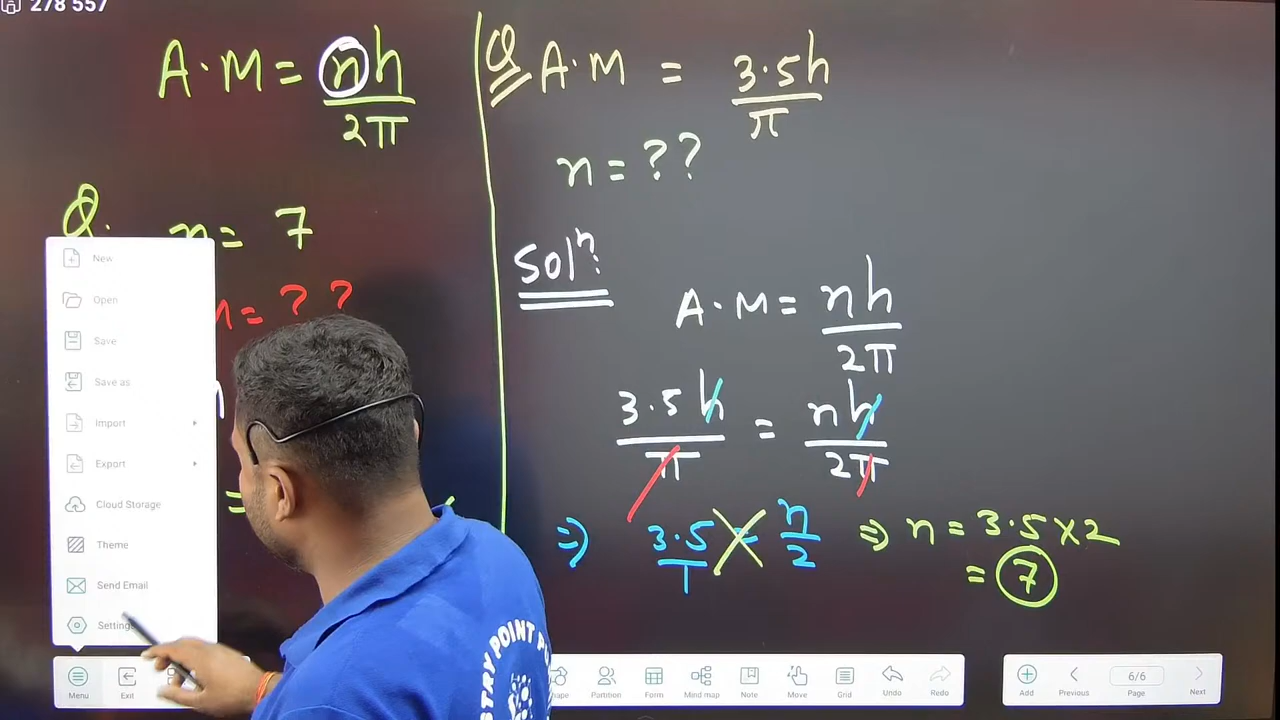 278 557
A.M = nh/2π
Q. n = 7
= ? ?
Q A.M = 3.5h/π
n = ??
Solⁿ:
A.M = nh/2π
3.5h/π = nh/2π
⇒ 3.5/1 = n/2 ⇒ n = 3.5×2
= 7
New
Open
Save
Save as
Import
Export
Cloud Storage
Theme
Send Email
Settings
Menu Exit Partition Form Mind map Note Move Grid Undo Redo Add Previous 6/6 Page Next
STRY POINT P